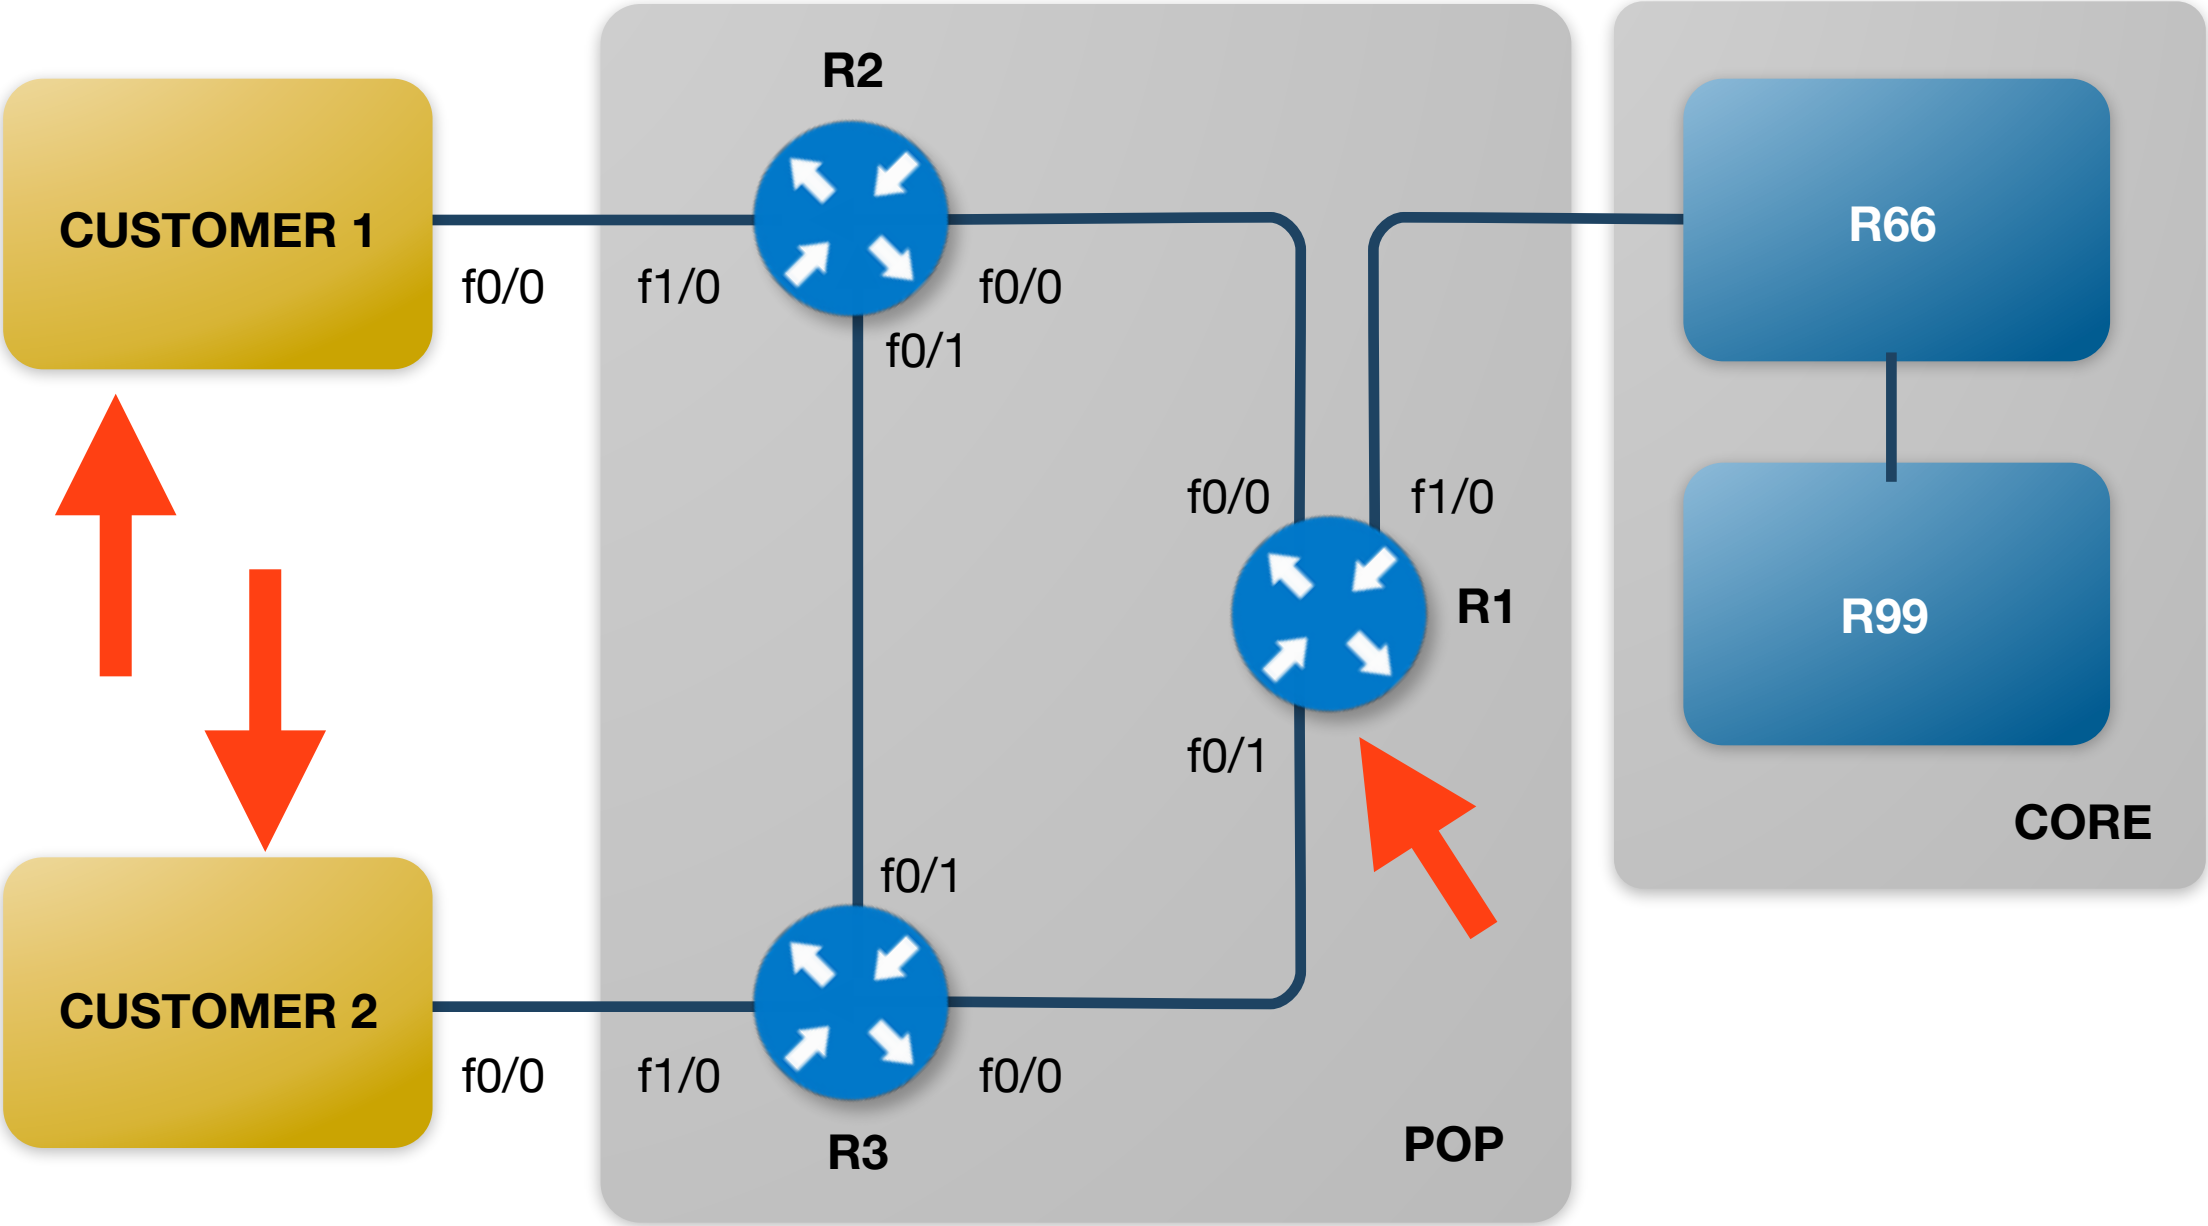 R2
CUSTOMER 1
R66
f0/0
f1/0
f0/0
f0/1
f0/0
f1/0
R1
R99
f0/1
CORE
f0/1
CUSTOMER 2
f0/0
f1/0
f0/0
R3
POP